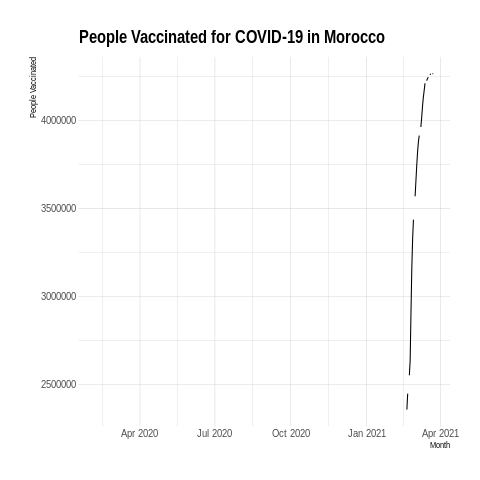 People Vaccinated for COVID-19 in Morocco
People Vaccinated
4000000
3500000
3000000
2500000
Apr 2020 Jul 2020 Oct 2020 Jan 2021 Apr 2021
Month